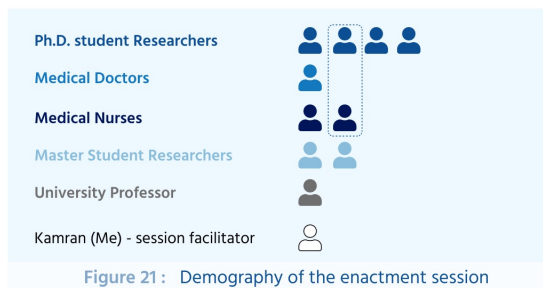 Ph.D. student Researchers
Medical Doctors
Medical Nurses
Master Student Researchers
University Professor
Kamran (Me) - session facilitator
Figure 21 : Demography of the enactment session